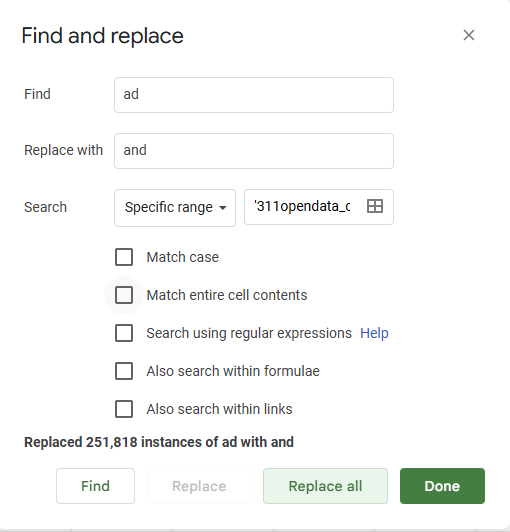 Find and replace
Find ad
Replace with and
Search Specific range '311opendata_c
Match case
Match entire cell contents
Search using regular expressions Help
Also search within formulae
Also search within links
Replaced 251,818 instances of ad with and
Find Replace Replace all Done